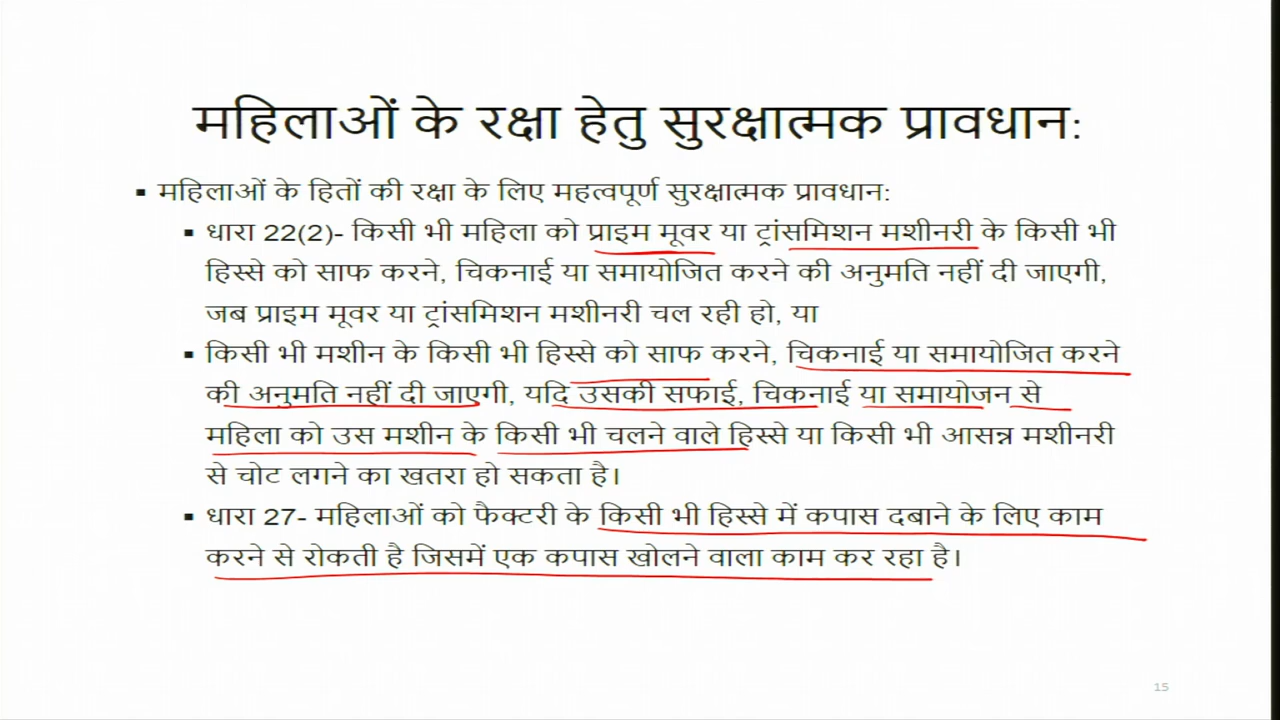 महिलाओं के रक्षा हेतु सुरक्षात्मक प्रावधान:
▪ महिलाओं के हितों की रक्षा के लिए महत्वपूर्ण सुरक्षात्मक प्रावधान:
▪ धारा 22(2)- किसी भी महिला को प्राइम मूवर या ट्रांसमिशन मशीनरी के किसी भी
हिस्से को साफ करने, चिकनाई या समायोजित करने की अनुमति नहीं दी जाएगी,
जब प्राइम मूवर या ट्रांसमिशन मशीनरी चल रही हो, या
▪ किसी भी मशीन के किसी भी हिस्से को साफ करने, चिकनाई या समायोजित करने
की अनुमति नहीं दी जाएगी, यदि उसकी सफाई, चिकनाई या समायोजन से
महिला को उस मशीन के किसी भी चलने वाले हिस्से या किसी भी आसन्न मशीनरी
से चोट लगने का खतरा हो सकता है।
▪ धारा 27- महिलाओं को फैक्टरी के किसी भी हिस्से में कपास दबाने के लिए काम
करने से रोकती है जिसमें एक कपास खोलने वाला काम कर रहा है।
15